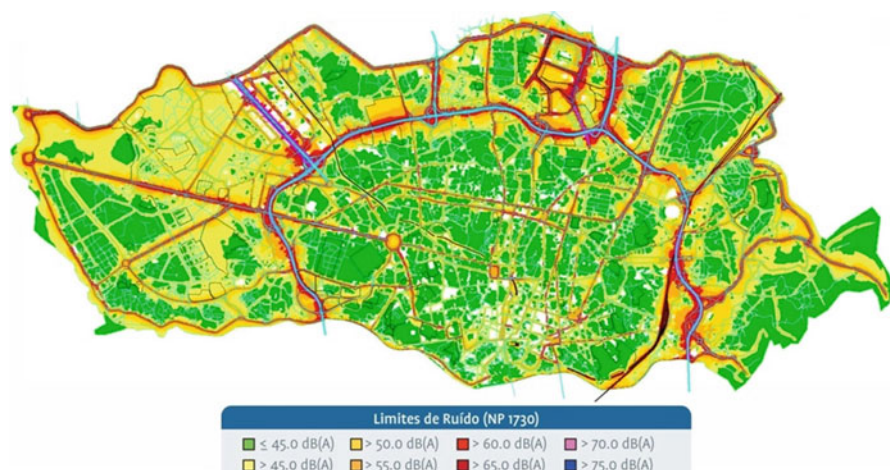 Limites de Ruído (NP 1730)
≤ 45.0 dB(A) > 50.0 dB(A) > 60.0 dB(A) > 70.0 dB(A)
> 45.0 dB(A) > 55.0 dB(A) > 65.0 dB(A) > 75.0 dB(A)